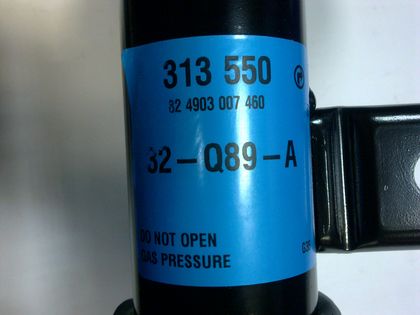 313 550
82 4903 007 460
32-Q89-A
DO NOT OPEN
GAS PRESSURE